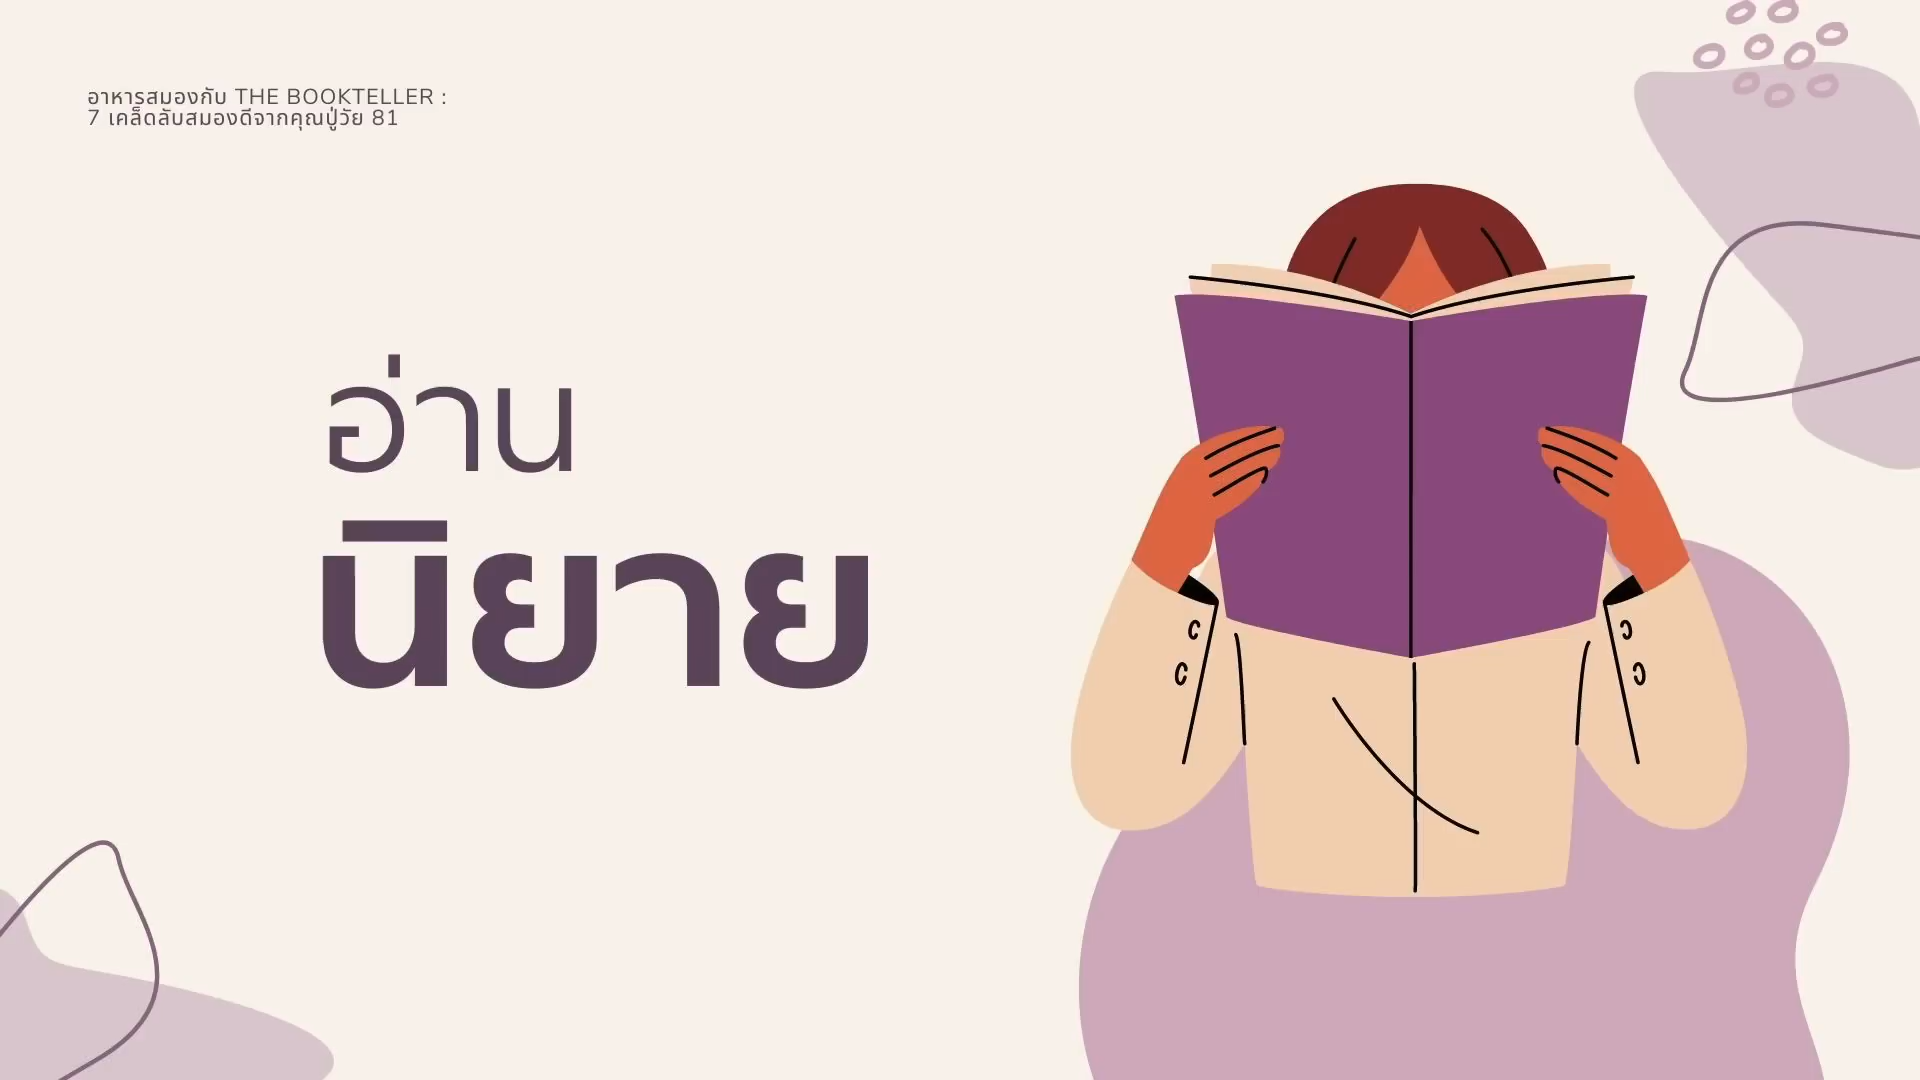 อาหารสมองกับ THE BOOKTELLER :
7 เคล็ดลับสมองดีจากคุณปู่วัย 81
อ่าน
นิยาย